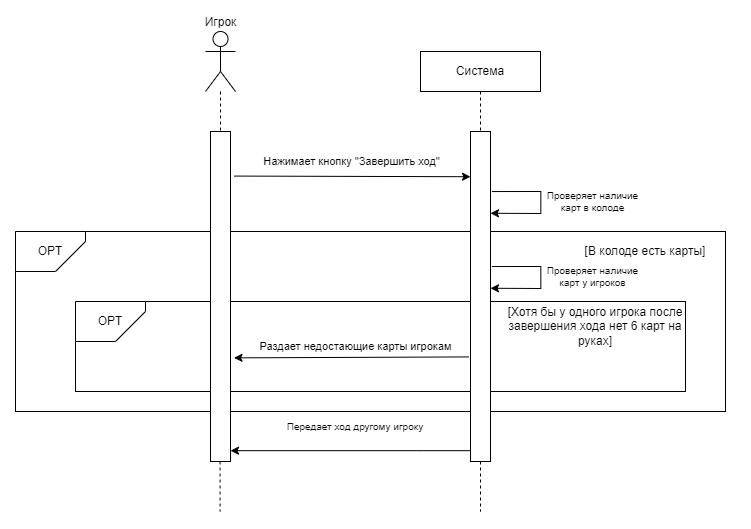 Игрок
Система
Нажимает кнопку "Завершить ход"
Проверяет наличие
карт в колоде
OPT
[В колоде есть карты]
Проверяет наличие
карт у игроков
OPT
[Хотя бы у одного игрока после
завершения хода нет 6 карт на
руках]
Раздает недостающие карты игрокам
Передает ход другому игроку